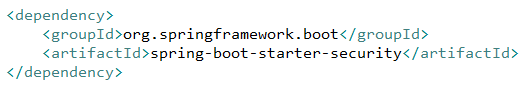 <dependency>
    <groupId>org.springframework.boot</groupId>
    <artifactId>spring-boot-starter-security</artifactId>
</dependency>